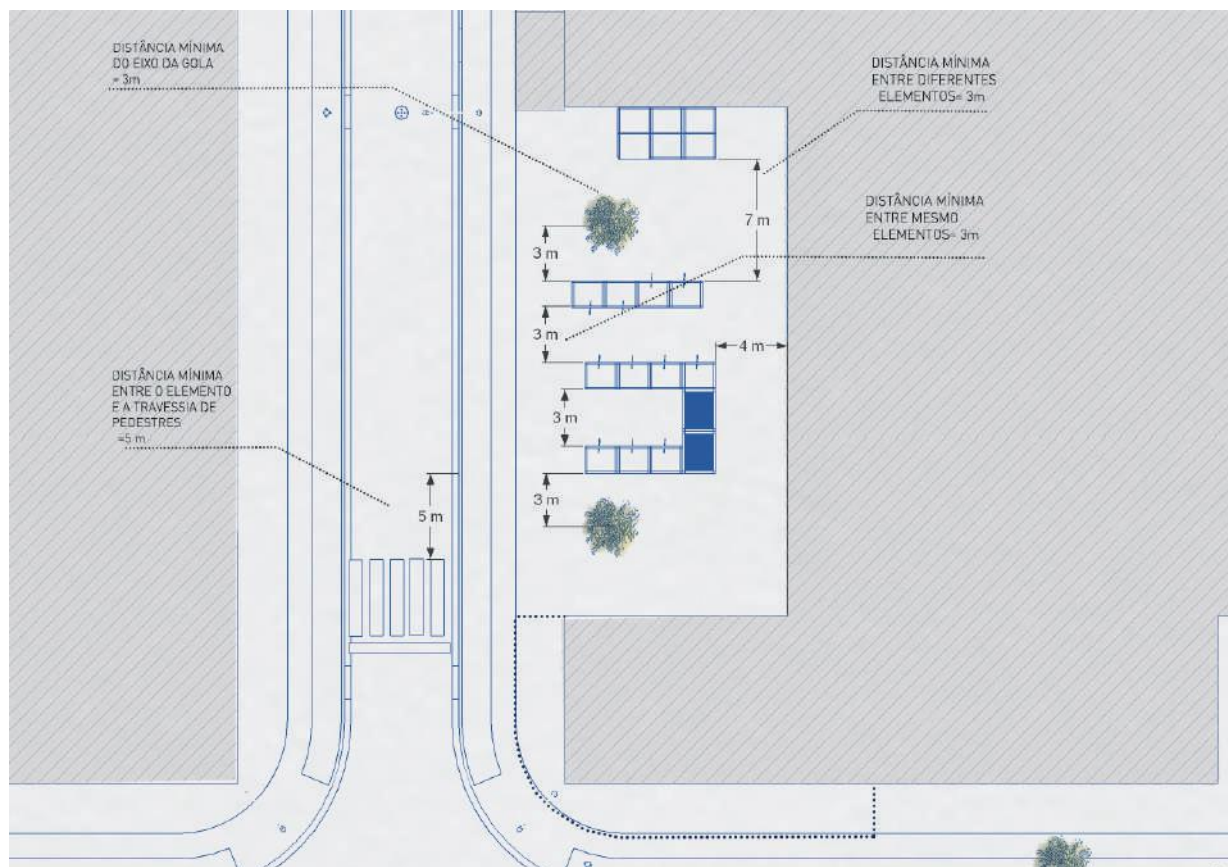 DISTÂNCIA MÍNIMA
DO EIXO DA GOLA
= 3m
DISTÂNCIA MÍNIMA
ENTRE DIFERENTES
ELEMENTOS= 3m
DISTÂNCIA MÍNIMA
ENTRE MESMO
ELEMENTOS= 3m
7 m
3 m
3 m
4 m
DISTÂNCIA MÍNIMA
ENTRE O ELEMENTO
E A TRAVESSIA DE
PEDESTRES
=5 m
3 m
3 m
5 m